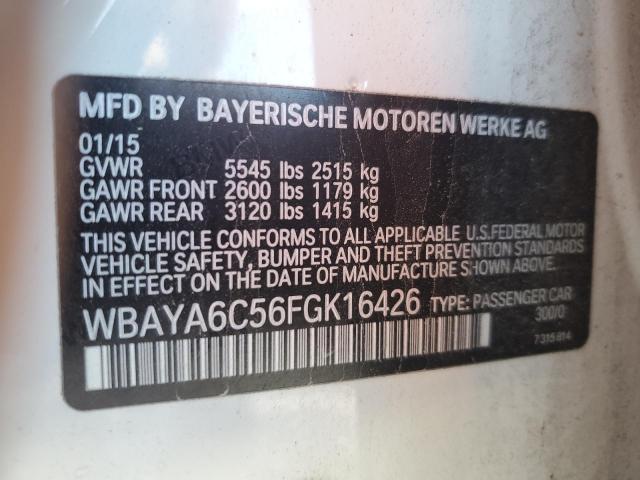 MFD BY BAYERISCHE MOTOREN WERKE AG
01/15
GVWR 5545 lbs 2515 kg
GAWR FRONT 2600 lbs 1179 kg
GAWR REAR 3120 lbs 1415 kg
THIS VEHICLE CONFORMS TO ALL APPLICABLE U.S.FEDERAL MOTOR
VEHICLE SAFETY, BUMPER AND THEFT PREVENTION STANDARDS
IN EFFECT ON THE DATE OF MANUFACTURE SHOWN ABOVE.
WBAYA6C56FGK16426 TYPE: PASSENGER CAR
300/0
7315814